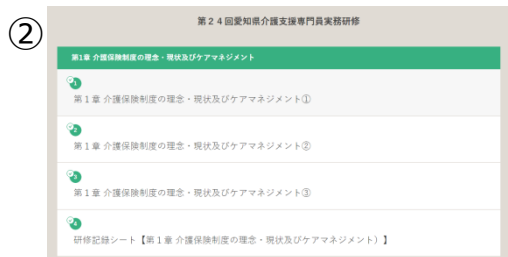 ②
第24回愛知県介護支援専門員実務研修
第1章 介護保険制度の理念・現状及びケアマネジメント
1
第1章 介護保険制度の理念・現状及びケアマネジメント①
2
第1章 介護保険制度の理念・現状及びケアマネジメント②
3
第1章 介護保険制度の理念・現状及びケアマネジメント③
4
研修記録シート【第1章 介護保険制度の理念・現状及びケアマネジメント）】